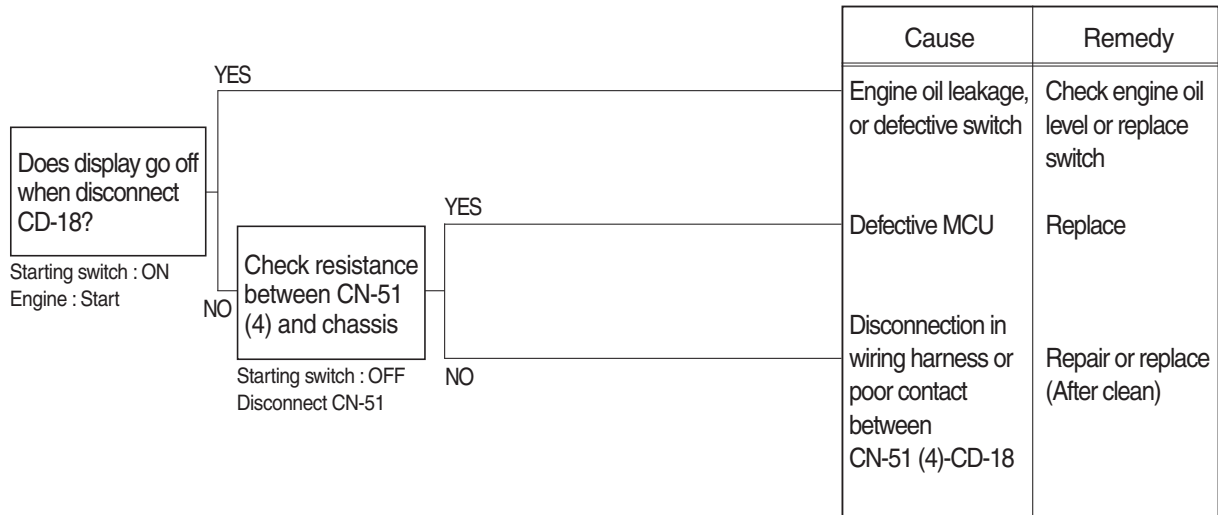 Cause
Remedy
YES
Engine oil leakage,
or defective switch
Check engine oil
level or replace
switch
Does display go off
when disconnect
CD-18?
Starting switch : ON
Engine : Start
YES
Defective MCU
Replace
NO
Check resistance
between CN-51
(4) and chassis
Starting switch : OFF
Disconnect CN-51
NO
Disconnection in
wiring harness or
poor contact
between
CN-51 (4)-CD-18
Repair or replace
(After clean)